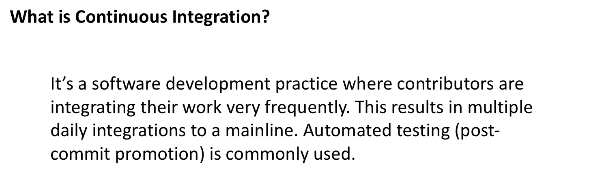 What is Continuous Integration?
It's a software development practice where contributors are
integrating their work very frequently. This results in multiple
daily integrations to a mainline. Automated testing (post-
commit promotion) is commonly used.